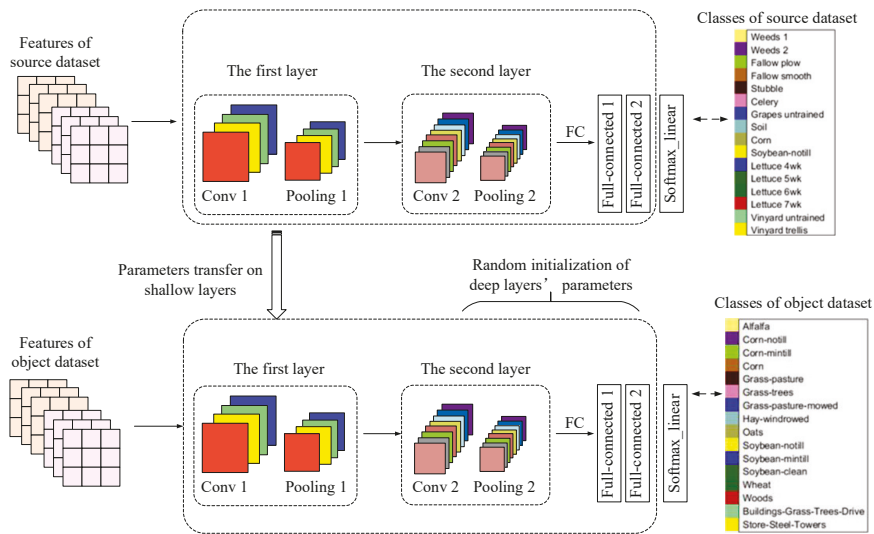 Features of
source dataset
The first layer
The second layer
Conv 1
Pooling 1
Conv 2
Pooling 2
FC
Full-connected 1
Full-connected 2
Softmax_linear
Classes of source dataset
Weeds 1
Weeds 2
Fallow plow
Fallow smooth
Stubble
Celery
Grapes untrained
Soil
Corn
Soybean-notill
Lettuce 4wk
Lettuce 5wk
Lettuce 6wk
Lettuce 7wk
Vinyard untrained
Vinyard trellis
Parameters transfer on
shallow layers
Random initialization of
deep layers' parameters
Features of
object dataset
The first layer
The second layer
Conv 1
Pooling 1
Conv 2
Pooling 2
FC
Full-connected 1
Full-connected 2
Softmax_linear
Classes of object dataset
Alfalfa
Corn-notill
Corn-mintill
Corn
Grass-pasture
Grass-trees
Grass-pasture-mowed
Hay-windrowed
Oats
Soybean-notill
Soybean-mintill
Soybean-clean
Wheat
Woods
Buildings-Grass-Trees-Drive
Store-Steel-Towers